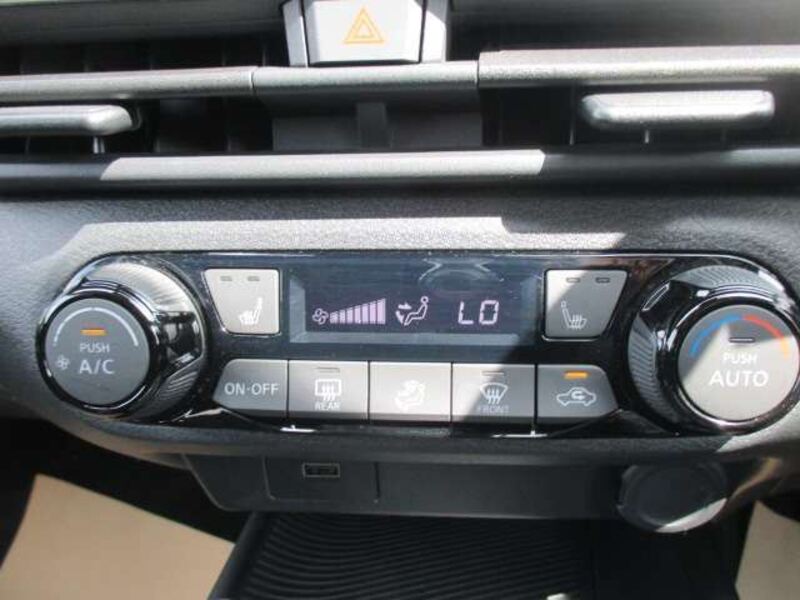 LO
PUSH
A/C
PUSH
AUTO
ON-OFF
REAR
FRONT